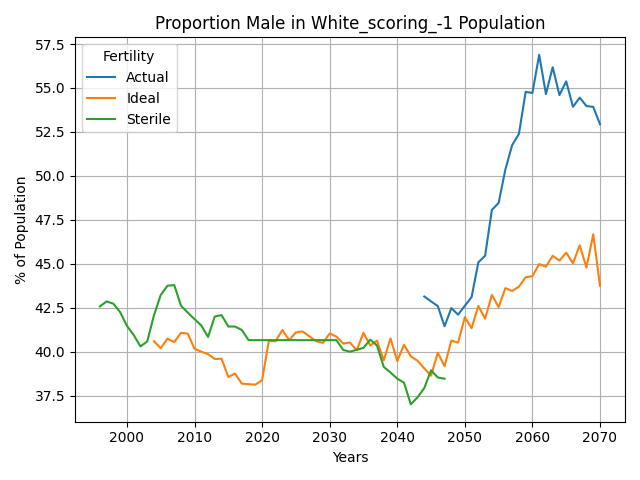 Proportion Male in White_scoring_-1 Population
57.5
55.0
52.5
50.0
47.5
45.0
42.5
40.0
37.5
% of Population
Fertility
Actual
Ideal
Sterile
2000 2010 2020 2030 2040 2050 2060 2070
Years